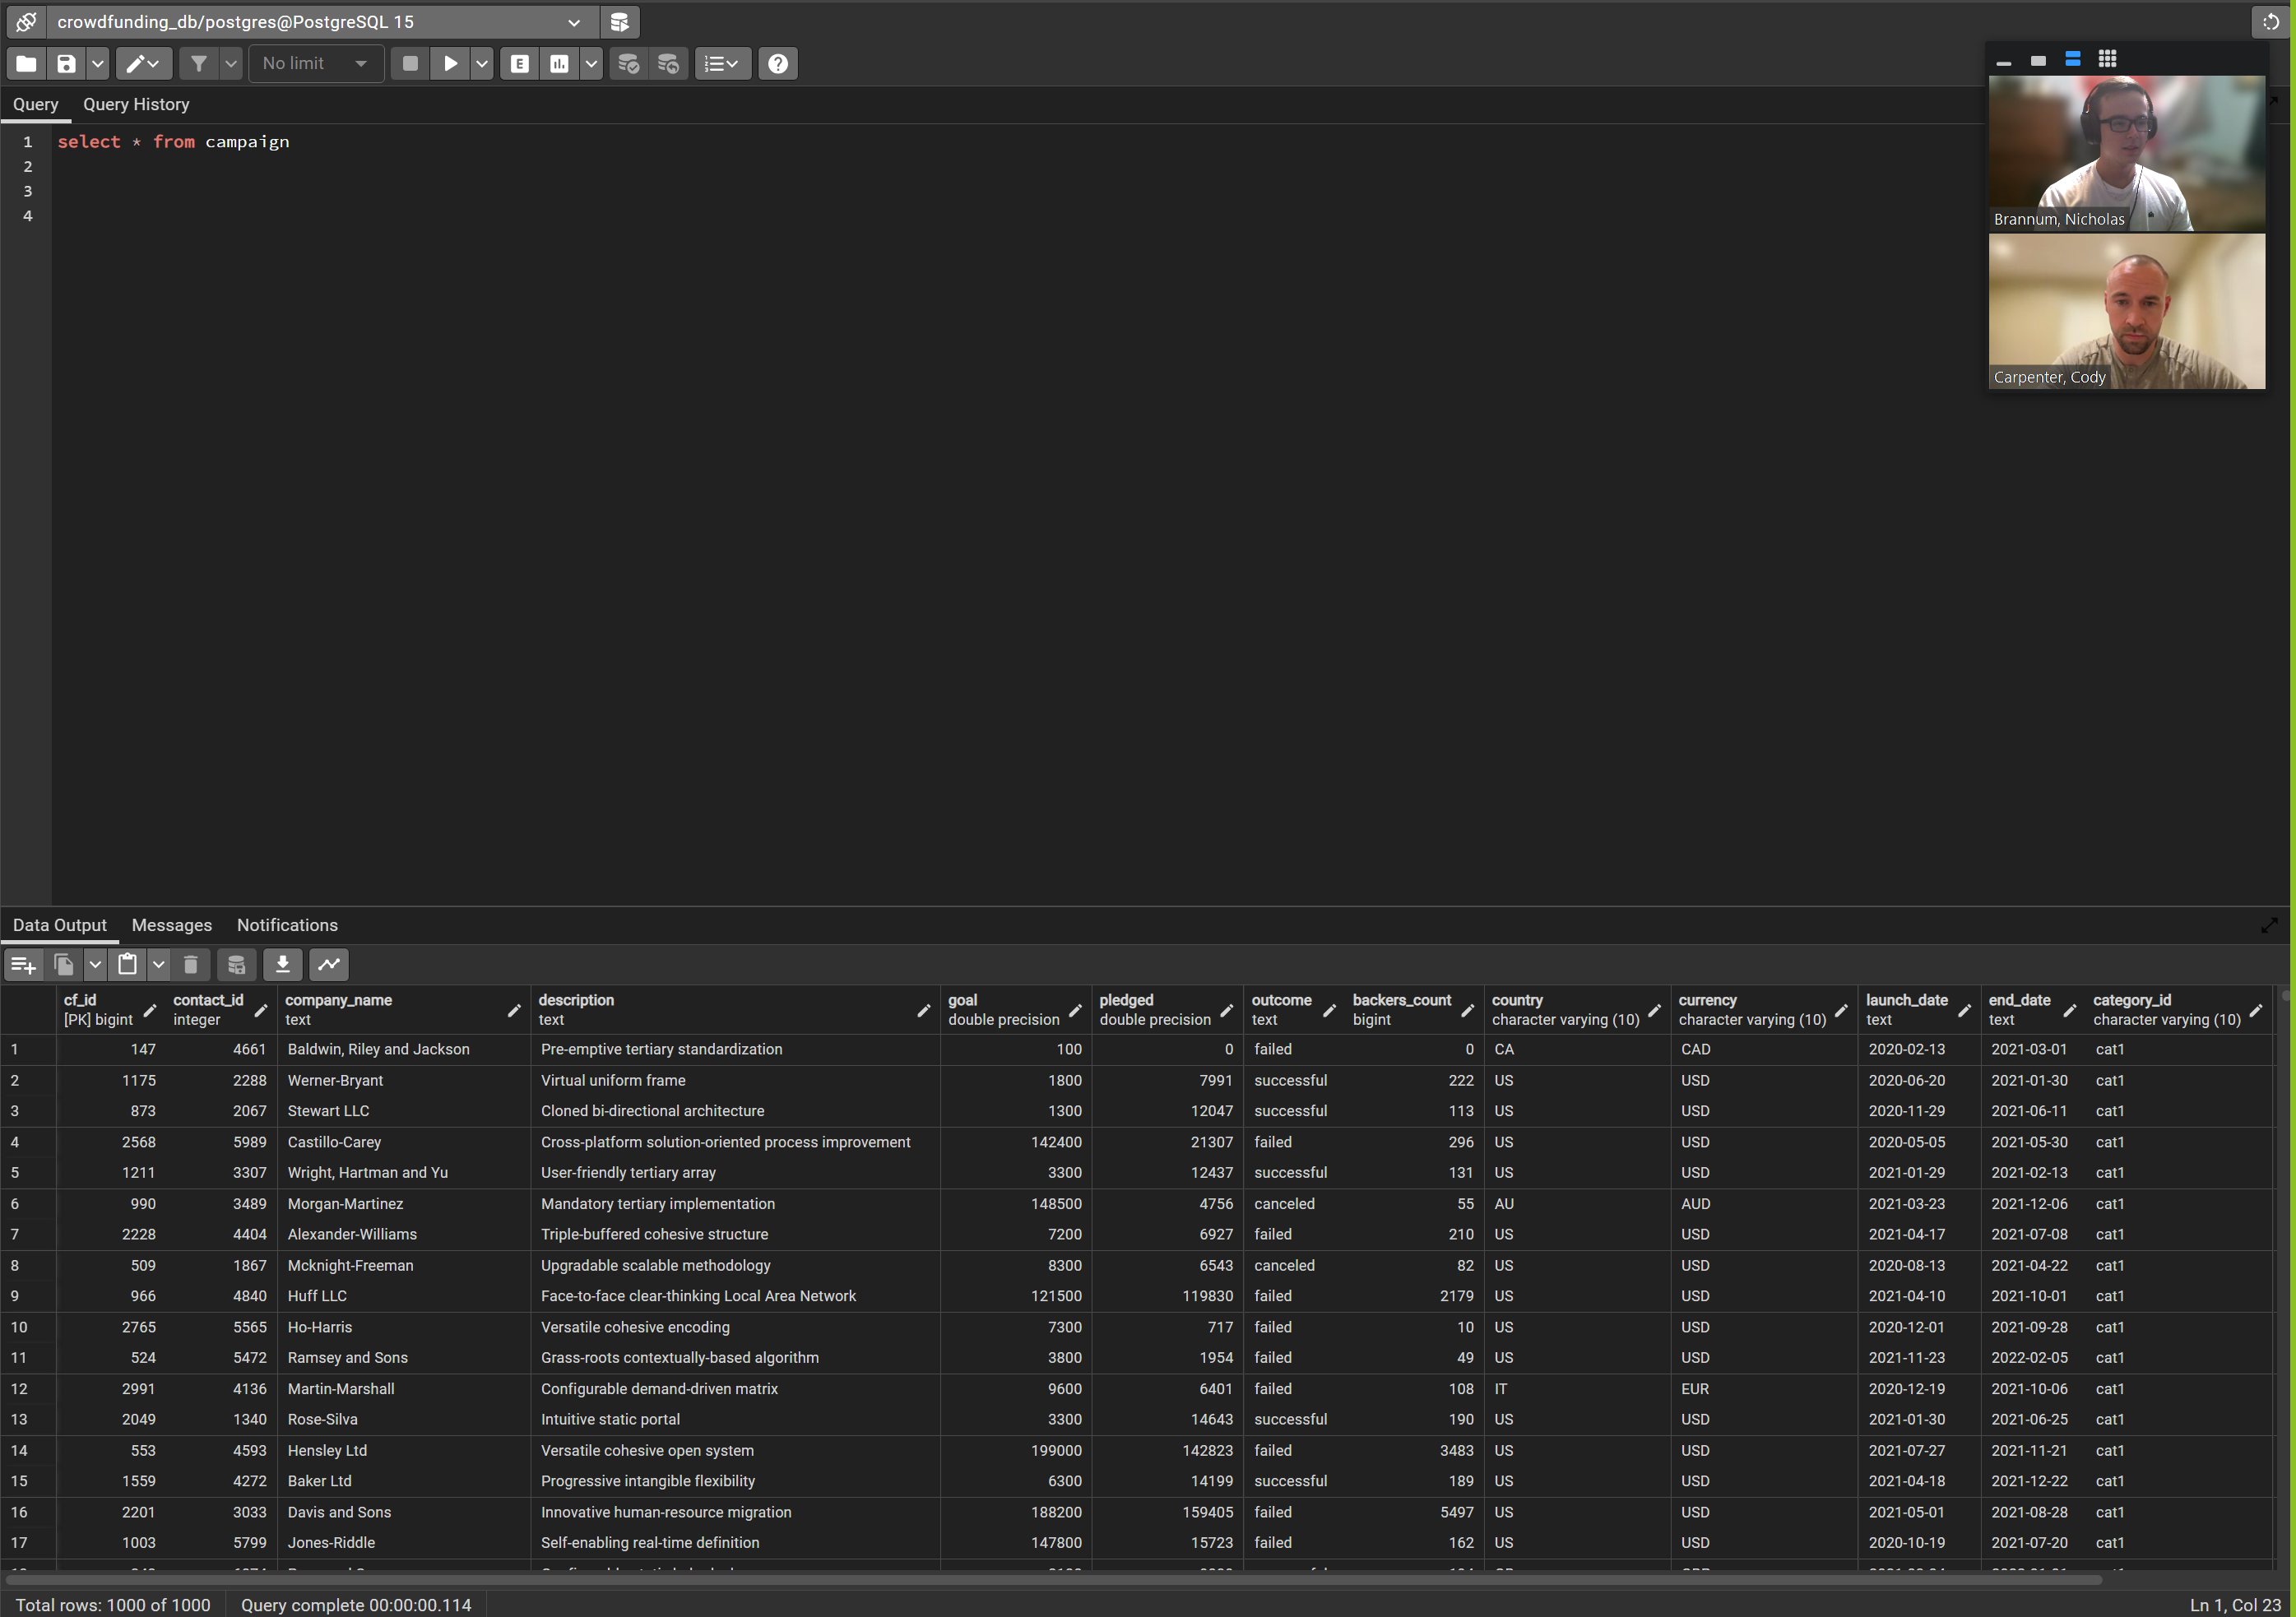 crowdfunding_db/postgres@PostgreSQL 15
No limit
E
Query Query History
1 select * from campaign
2
3
4
Brannum, Nicholas
Carpenter, Cody
Data Output Messages Notifications
cf_id contact_id company_name description goal pledged outcome backers_count country currency launch_date end_date category_id
[PK] bigint integer text text double precision double precision text bigint character varying (10) character varying (10) text text character varying (10)
1 147 4661 Baldwin, Riley and Jackson Pre-emptive tertiary standardization 100 0 failed 0 CA CAD 2020-02-13 2021-03-01 cat1
2 1175 2288 Werner-Bryant Virtual uniform frame 1800 7991 successful 222 US USD 2020-06-20 2021-01-30 cat1
3 873 2067 Stewart LLC Cloned bi-directional architecture 1300 12047 successful 113 US USD 2020-11-29 2021-06-11 cat1
4 2568 5989 Castillo-Carey Cross-platform solution-oriented process improvement 142400 21307 failed 296 US USD 2020-05-05 2021-05-30 cat1
5 1211 3307 Wright, Hartman and Yu User-friendly tertiary array 3300 12437 successful 131 US USD 2021-01-29 2021-02-13 cat1
6 990 3489 Morgan-Martinez Mandatory tertiary implementation 148500 4756 canceled 55 AU AUD 2021-03-23 2021-12-06 cat1
7 2228 4404 Alexander-Williams Triple-buffered cohesive structure 7200 6927 failed 210 US USD 2021-04-17 2021-07-08 cat1
8 509 1867 Mcknight-Freeman Upgradable scalable methodology 8300 6543 canceled 82 US USD 2020-08-13 2021-04-22 cat1
9 966 4840 Huff LLC Face-to-face clear-thinking Local Area Network 121500 119830 failed 2179 US USD 2021-04-10 2021-10-01 cat1
10 2765 5565 Ho-Harris Versatile cohesive encoding 7300 717 failed 10 US USD 2020-12-01 2021-09-28 cat1
11 524 5472 Ramsey and Sons Grass-roots contextually-based algorithm 3800 1954 failed 49 US USD 2021-11-23 2022-02-05 cat1
12 2991 4136 Martin-Marshall Configurable demand-driven matrix 9600 6401 failed 108 IT EUR 2020-12-19 2021-10-06 cat1
13 2049 1340 Rose-Silva Intuitive static portal 3300 14643 successful 190 US USD 2021-01-30 2021-06-25 cat1
14 553 4593 Hensley Ltd Versatile cohesive open system 199000 142823 failed 3483 US USD 2021-07-27 2021-11-21 cat1
15 1559 4272 Baker Ltd Progressive intangible flexibility 6300 14199 successful 189 US USD 2021-04-18 2021-12-22 cat1
16 2201 3033 Davis and Sons Innovative human-resource migration 188200 159405 failed 5497 US USD 2021-05-01 2021-08-28 cat1
17 1003 5799 Jones-Riddle Self-enabling real-time definition 147800 15723 failed 162 US USD 2020-10-19 2021-07-20 cat1
Total rows: 1000 of 1000 Query complete 00:00:00.114 Ln 1, Col 23